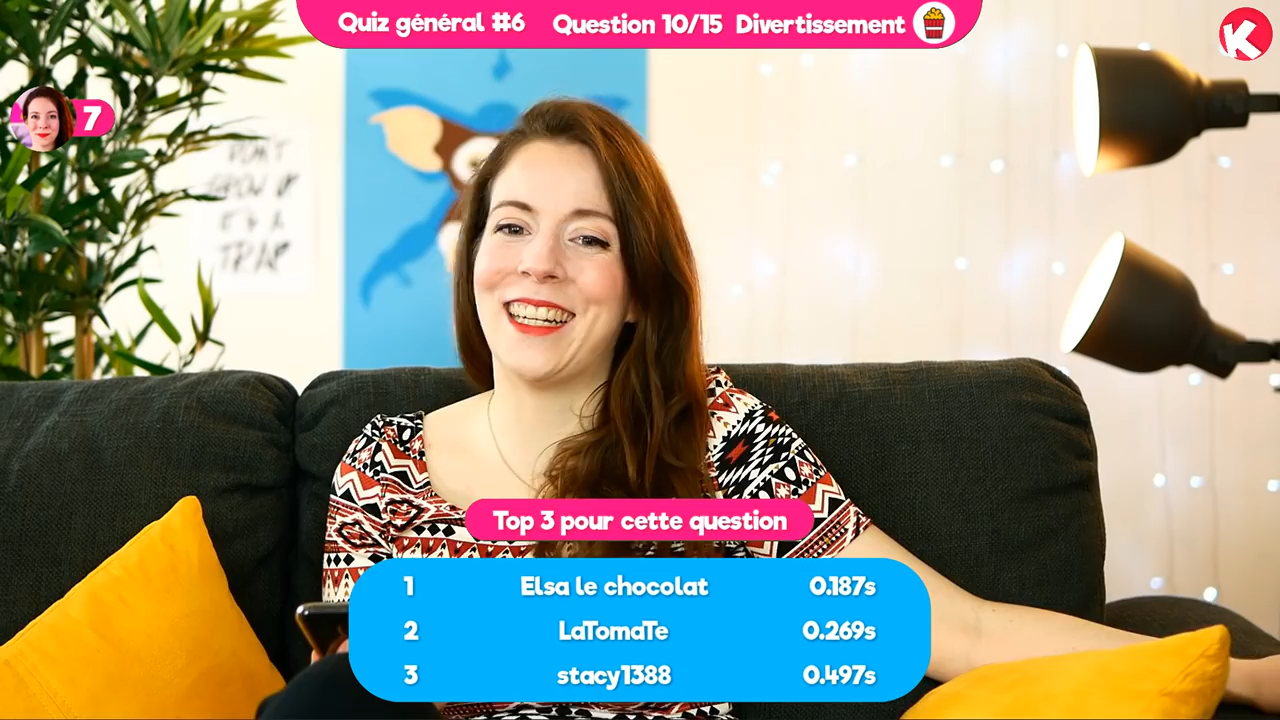 Quiz général #6 Question 10/15 Divertissement
K
7
DON'T
GROW UP
IT'S A
TRAP
Top 3 pour cette question
1 Elsa le chocolat 0.187s
2 LaTomaTe 0.269s
3 stacy1388 0.497s